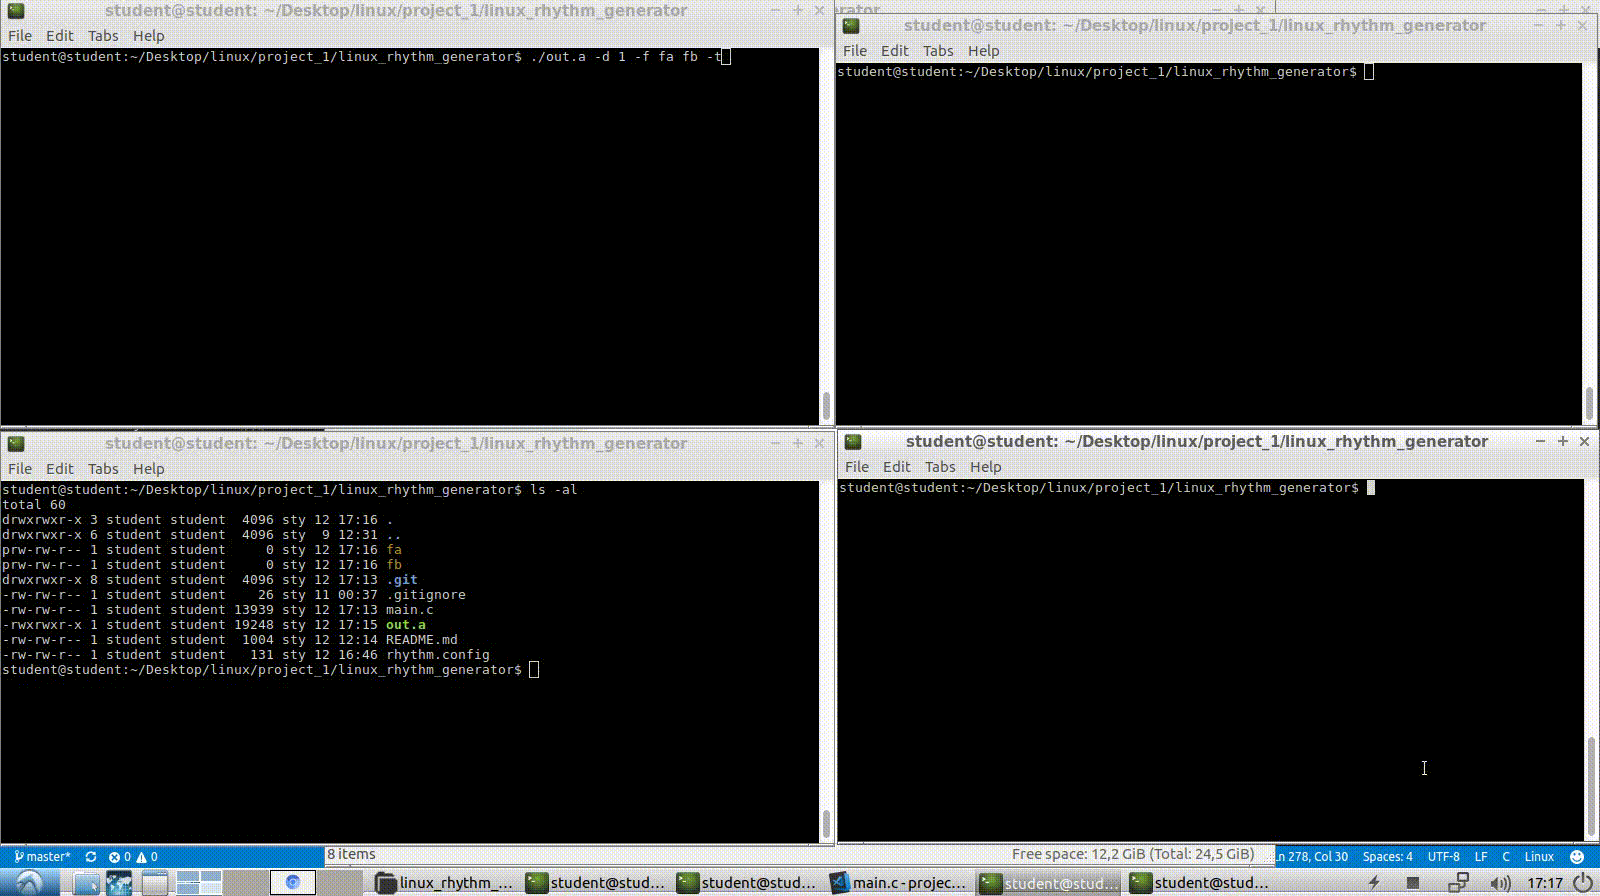 student@student: ~/Desktop/linux/project_1/linux_rhythm_generator
File Edit Tabs Help
student@student:~/Desktop/linux/project_1/linux_rhythm_generator$ ./out.a -d 1 -f fa fb -t
student@student: ~/Desktop/linux/project_1/linux_rhythm_generator
File Edit Tabs Help
student@student:~/Desktop/linux/project_1/linux_rhythm_generator$
student@student: ~/Desktop/linux/project_1/linux_rhythm_generator
File Edit Tabs Help
student@student:~/Desktop/linux/project_1/linux_rhythm_generator$ ls -al
total 60
drwxrwxr-x 3 student student  4096 sty 12 17:16 .
drwxrwxr-x 6 student student  4096 sty  9 12:31 ..
prw-rw-r-- 1 student student     0 sty 12 17:16 fa
prw-rw-r-- 1 student student     0 sty 12 17:16 fb
drwxrwxr-x 8 student student  4096 sty 12 17:13 .git
-rw-rw-r-- 1 student student    26 sty 11 00:37 .gitignore
-rw-rw-r-- 1 student student 13939 sty 12 17:13 main.c
-rwxrwxr-x 1 student student 19248 sty 12 17:15 out.a
-rw-rw-r-- 1 student student  1004 sty 12 12:14 README.md
-rw-rw-r-- 1 student student   131 sty 12 16:46 rhythm.config
student@student:~/Desktop/linux/project_1/linux_rhythm_generator$
student@student: ~/Desktop/linux/project_1/linux_rhythm_generator
File Edit Tabs Help
student@student:~/Desktop/linux/project_1/linux_rhythm_generator$
master* 0 0
8 items
Free space: 12,2 GiB (Total: 24,5 GiB)
278, Col 30 Spaces: 4 UTF-8 LF C Linux
linux_rhythm_... student@stud... student@stud... main.c - projec... student@stud... student@stud... 17:17